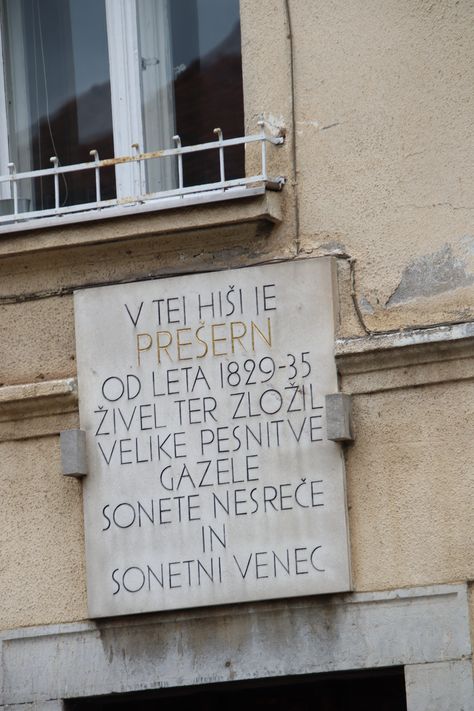 V TEJ HIŠI JE
PREŠERN
OD LETA 1829-35
ŽIVEL TER ZLOŽIL
VELIKE PESNITVE
GAZELE
SONETE NESREČE
IN
SONETNI VENEC